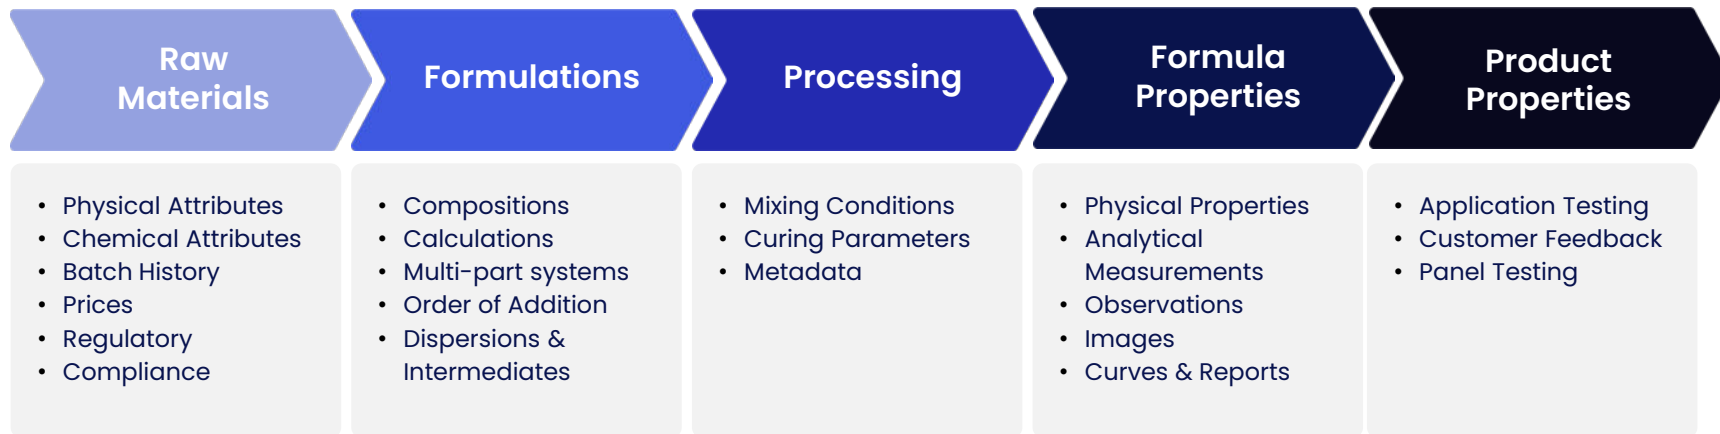 Raw
Materials
Formulations
Processing
Formula
Properties
Product
Properties
• Physical Attributes
• Chemical Attributes
• Batch History
• Prices
• Regulatory
• Compliance
• Compositions
• Calculations
• Multi-part systems
• Order of Addition
• Dispersions &
Intermediates
• Mixing Conditions
• Curing Parameters
• Metadata
• Physical Properties
• Analytical
Measurements
• Observations
• Images
• Curves & Reports
• Application Testing
• Customer Feedback
• Panel Testing